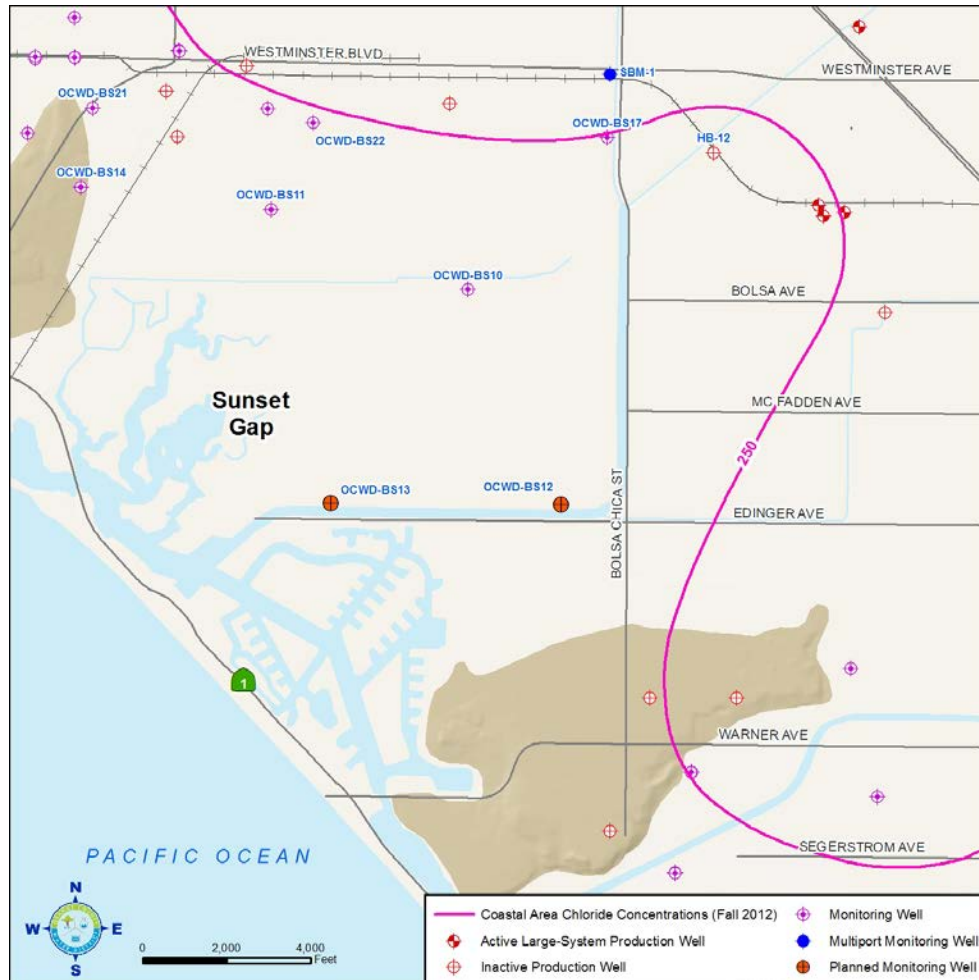 WESTMINSTER BLVD
SBM-1
WESTMINSTER AVE
OCWD-BS21
OCWD-BS22
OCWD-BS17
HB-12
OCWD-BS14
OCWD-BS11
OCWD-BS10
BOLSA AVE
Sunset
Gap
MC FADDEN AVE
250
OCWD-BS13
OCWD-BS12
EDINGER AVE
BOLSA CHICA ST
1
WARNER AVE
SEGERSTROM AVE
PACIFIC OCEAN
N
W
E
S
0 2,000 4,000
Feet
Coastal Area Chloride Concentrations (Fall 2012)
Active Large-System Production Well
Inactive Production Well
Monitoring Well
Multiport Monitoring Well
Planned Monitoring Well